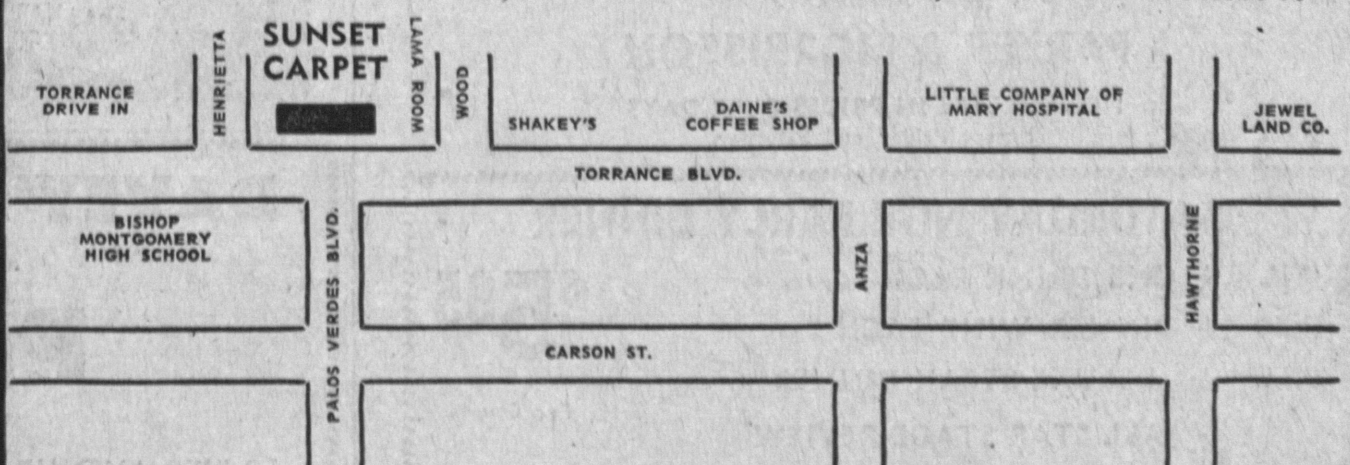 SUNSET
CARPET
HENRIETTA
LAMA ROOM
WOOD
TORRANCE
DRIVE IN
SHAKEY'S
DAINE'S
COFFEE SHOP
LITTLE COMPANY OF
MARY HOSPITAL
JEWEL
LAND CO.
TORRANCE BLVD.
BISHOP
MONTGOMERY
HIGH SCHOOL
PALOS VERDES BLVD.
ANZA
HAWTHORNE
CARSON ST.